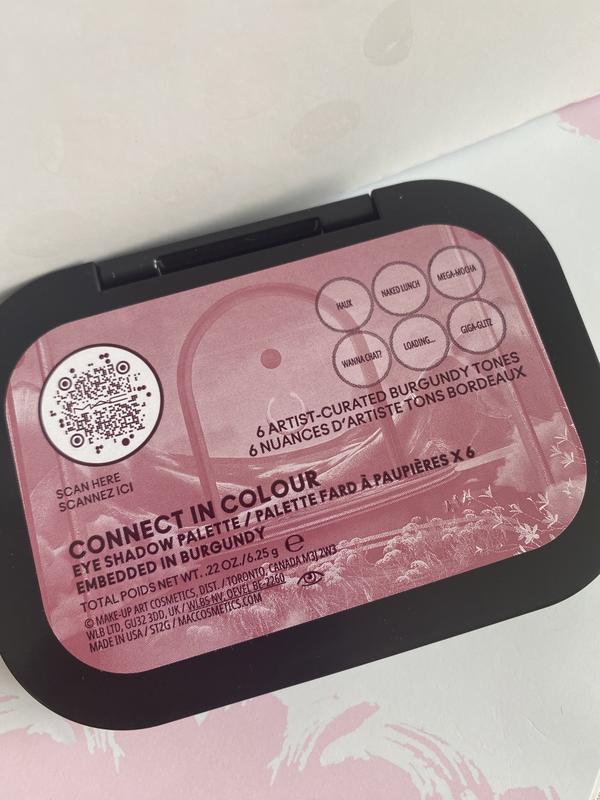 HAUX
NAKED LUNCH
MEGA-MOCHA
WANNA CHAT?
LOADING...
GIGA-GLITZ
6 ARTIST-CURATED BURGUNDY TONES
6 NUANCES D'ARTISTE TONS BORDEAUX
SCAN HERE
SCANNEZ ICI
CONNECT IN COLOUR
EYE SHADOW PALETTE / PALETTE FARD À PAUPIÈRES X 6
EMBEDDED IN BURGUNDY
TOTAL POIDS NET WT. .22 OZ./6.25 g ℮
© MAKE-UP ART COSMETICS, DIST. / TORONTO, CANADA M3J 2W3
WLB LTD, GU32 3DD, UK / WLBS NV, OEVEL BE-2260
MADE IN USA / ST2G / MACCOSMETICS.COM